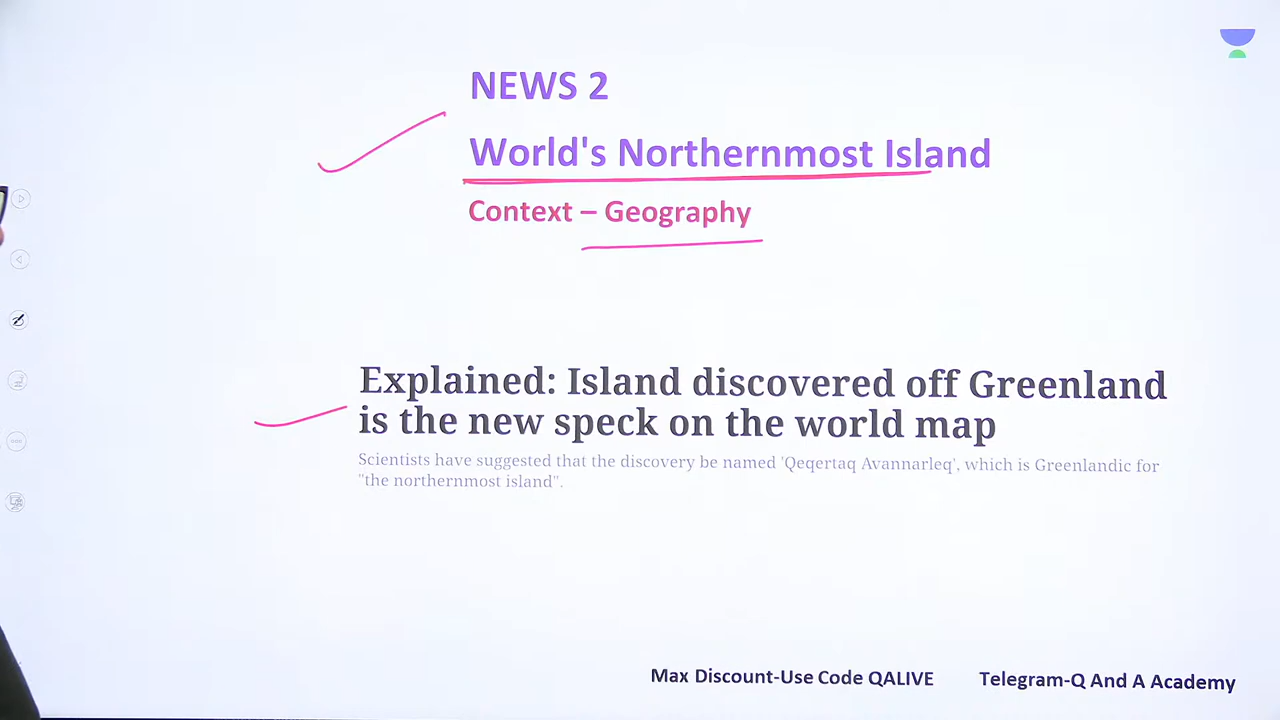 NEWS 2
World's Northernmost Island
Context – Geography
Explained: Island discovered off Greenland
is the new speck on the world map
Scientists have suggested that the discovery be named 'Qeqertaq Avannarleq', which is Greenlandic for
"the northernmost island".
Max Discount-Use Code QALIVE
Telegram-Q And A Academy